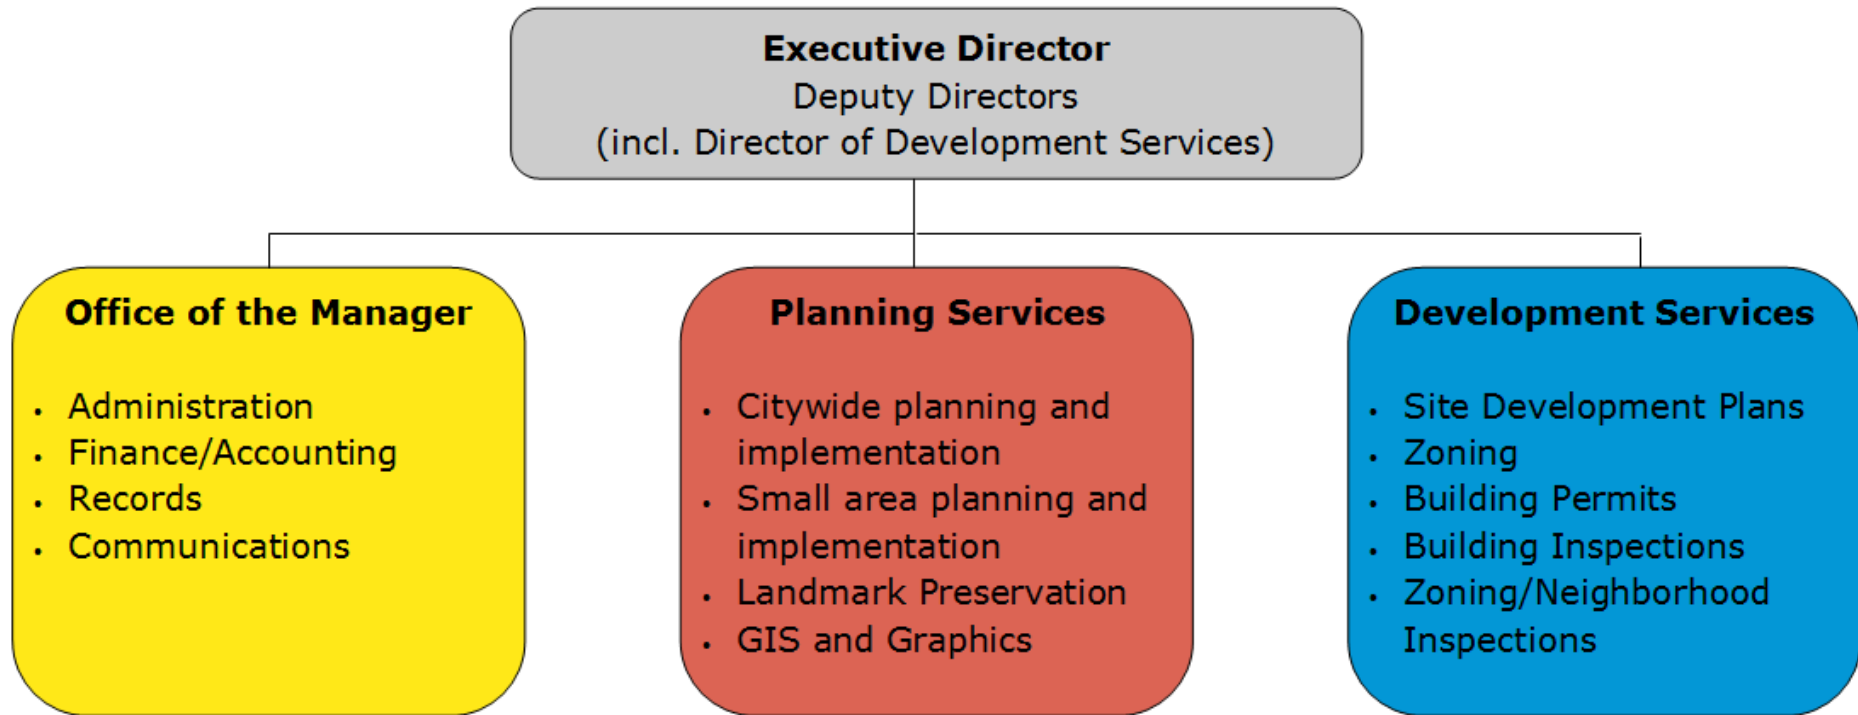 Executive Director
Deputy Directors
(incl. Director of Development Services)
Office of the Manager
• Administration
• Finance/Accounting
• Records
• Communications
Planning Services
• Citywide planning and
implementation
• Small area planning and
implementation
• Landmark Preservation
• GIS and Graphics
Development Services
• Site Development Plans
• Zoning
• Building Permits
• Building Inspections
• Zoning/Neighborhood
Inspections